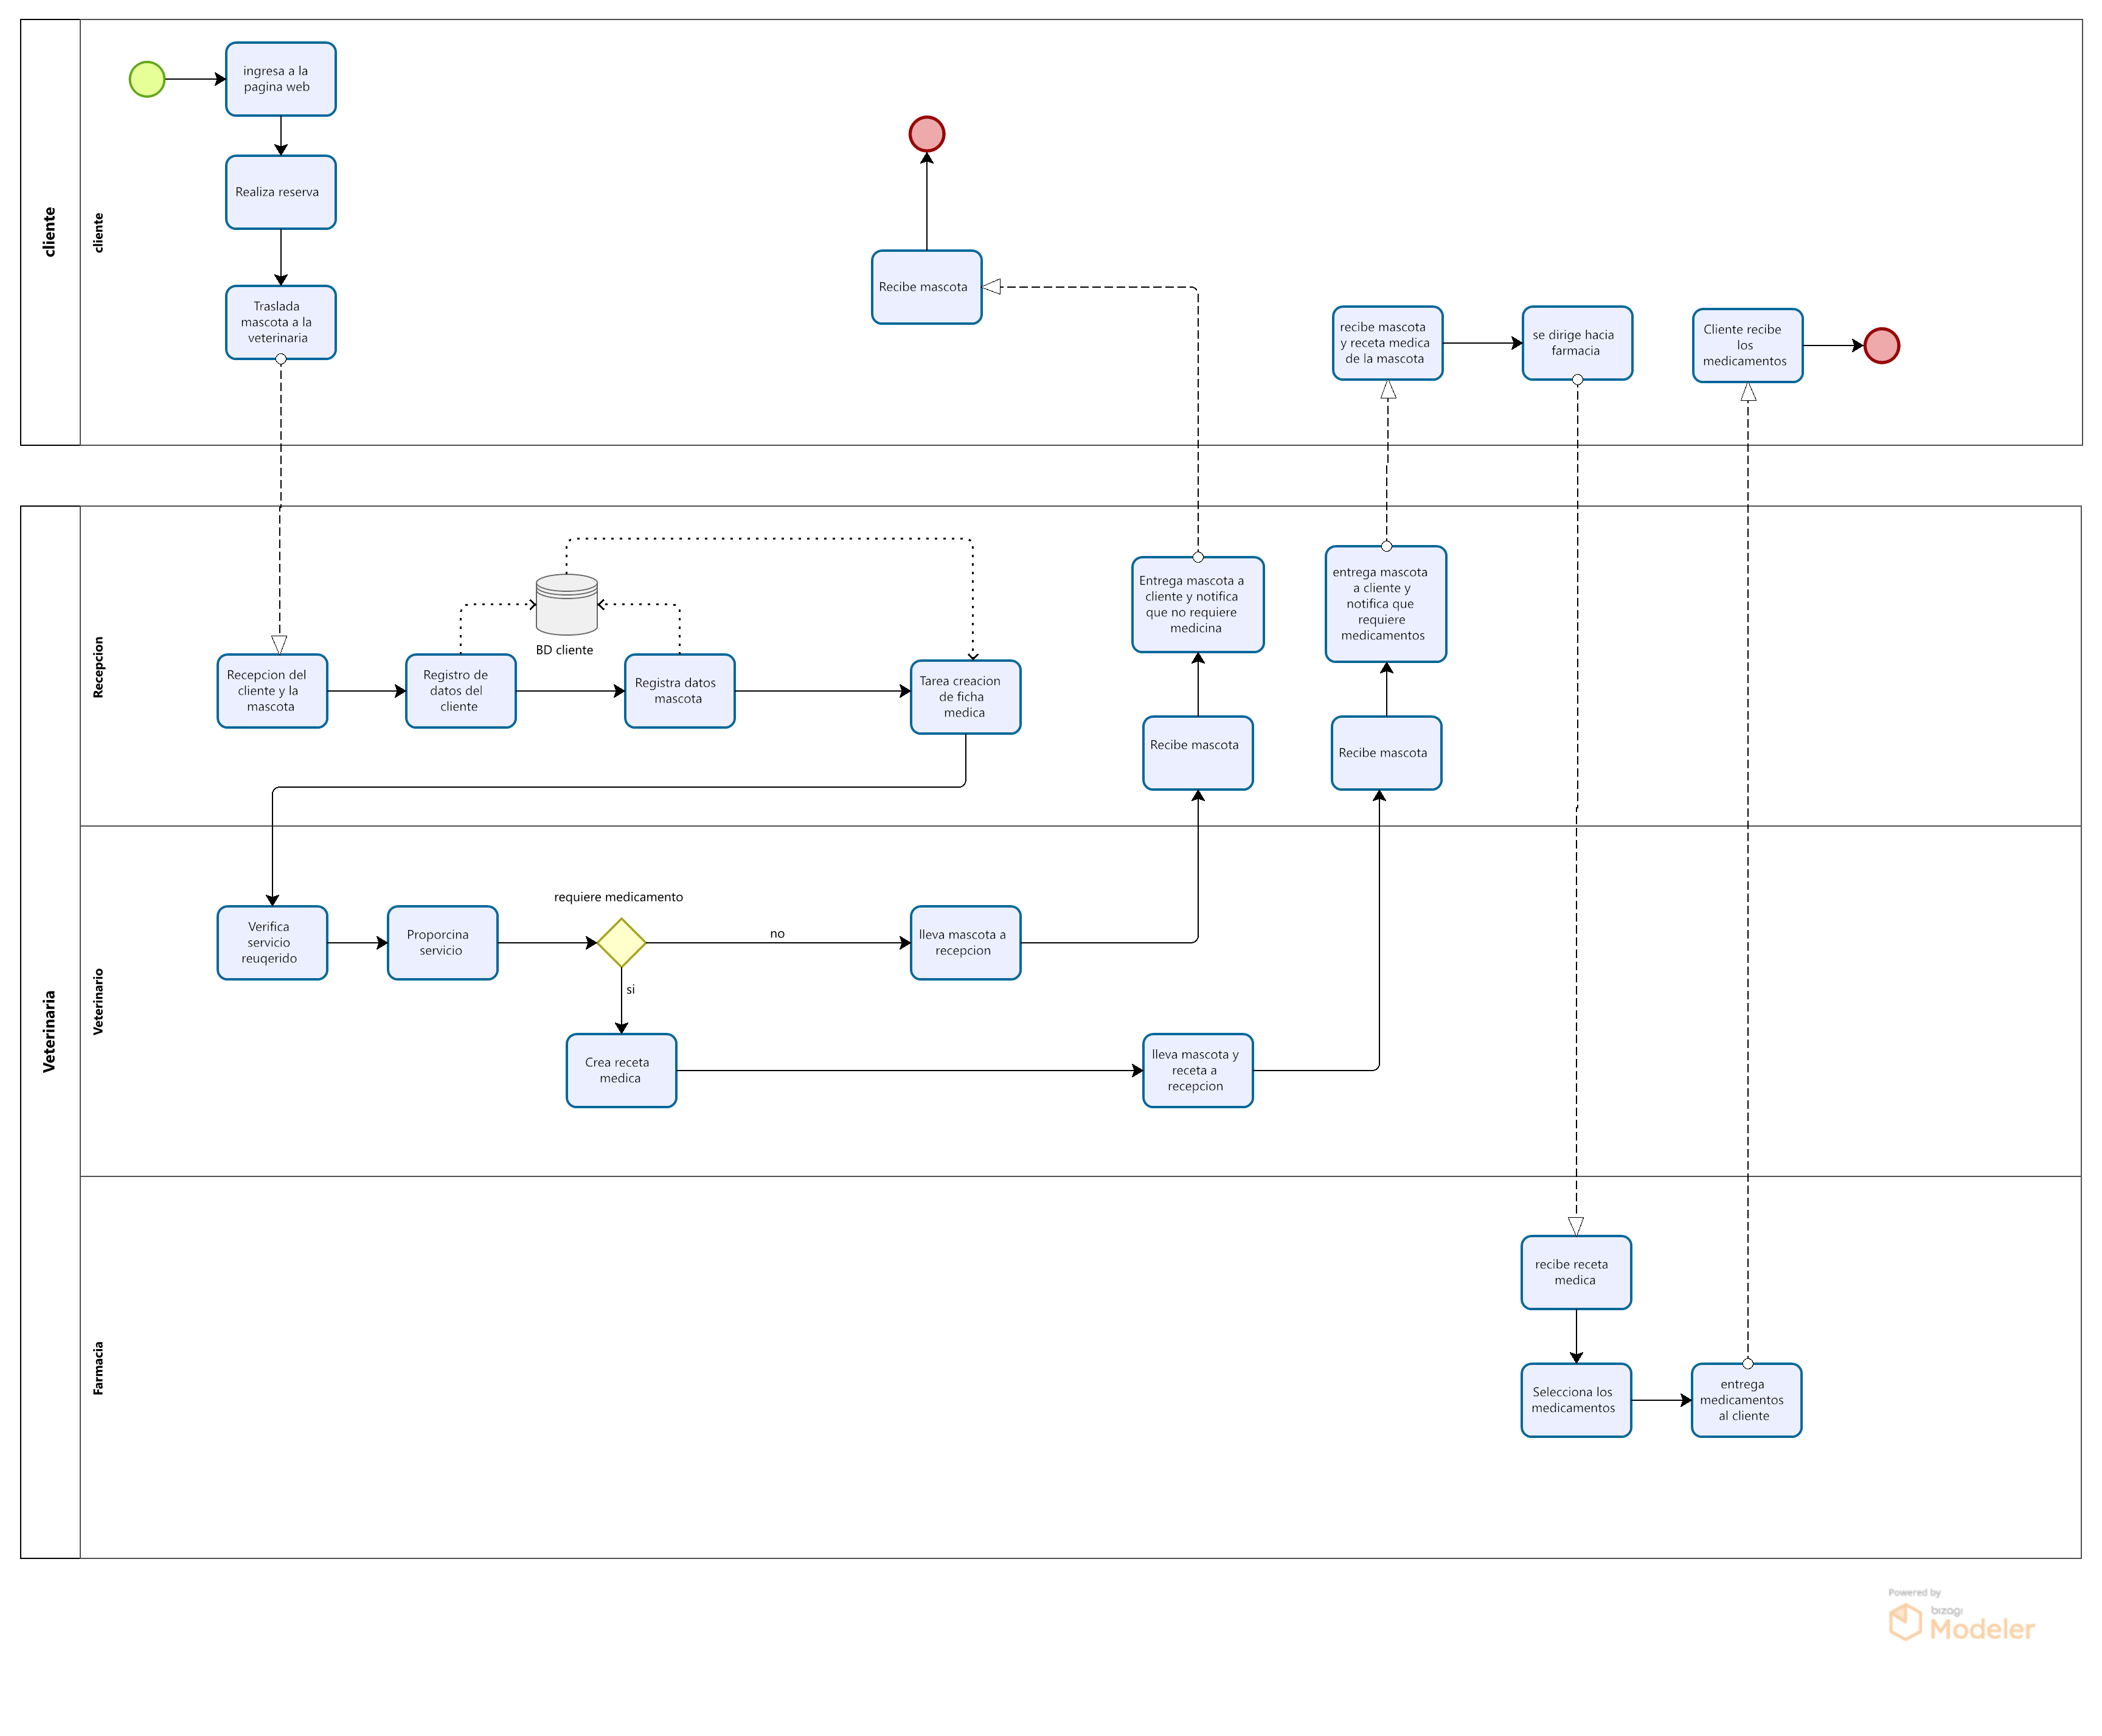 cliente
cliente
ingresa a la
pagina web
Realiza reserva
Traslada
mascota a la
veterinaria
Recibe mascota
recibe mascota
y receta medica
de la mascota
se dirige hacia
farmacia
Cliente recibe
los
medicamentos
Veterinaria
Recepcion
BD cliente
Recepcion del
cliente y la
mascota
Registro de
datos del
cliente
Registra datos
mascota
Tarea creacion
de ficha
medica
Entrega mascota a
cliente y notifica
que no requiere
medicina
entrega mascota
a cliente y
notifica que
requiere
medicamentos
Recibe mascota
Recibe mascota
Veterinario
Verifica
servicio
reuqerido
Proporcina
servicio
requiere medicamento
no
si
lleva mascota a
recepcion
Crea receta
medica
lleva mascota y
receta a
recepcion
Farmacia
recibe receta
medica
Selecciona los
medicamentos
entrega
medicamentos
al cliente
Powered by
bizagi
Modeler